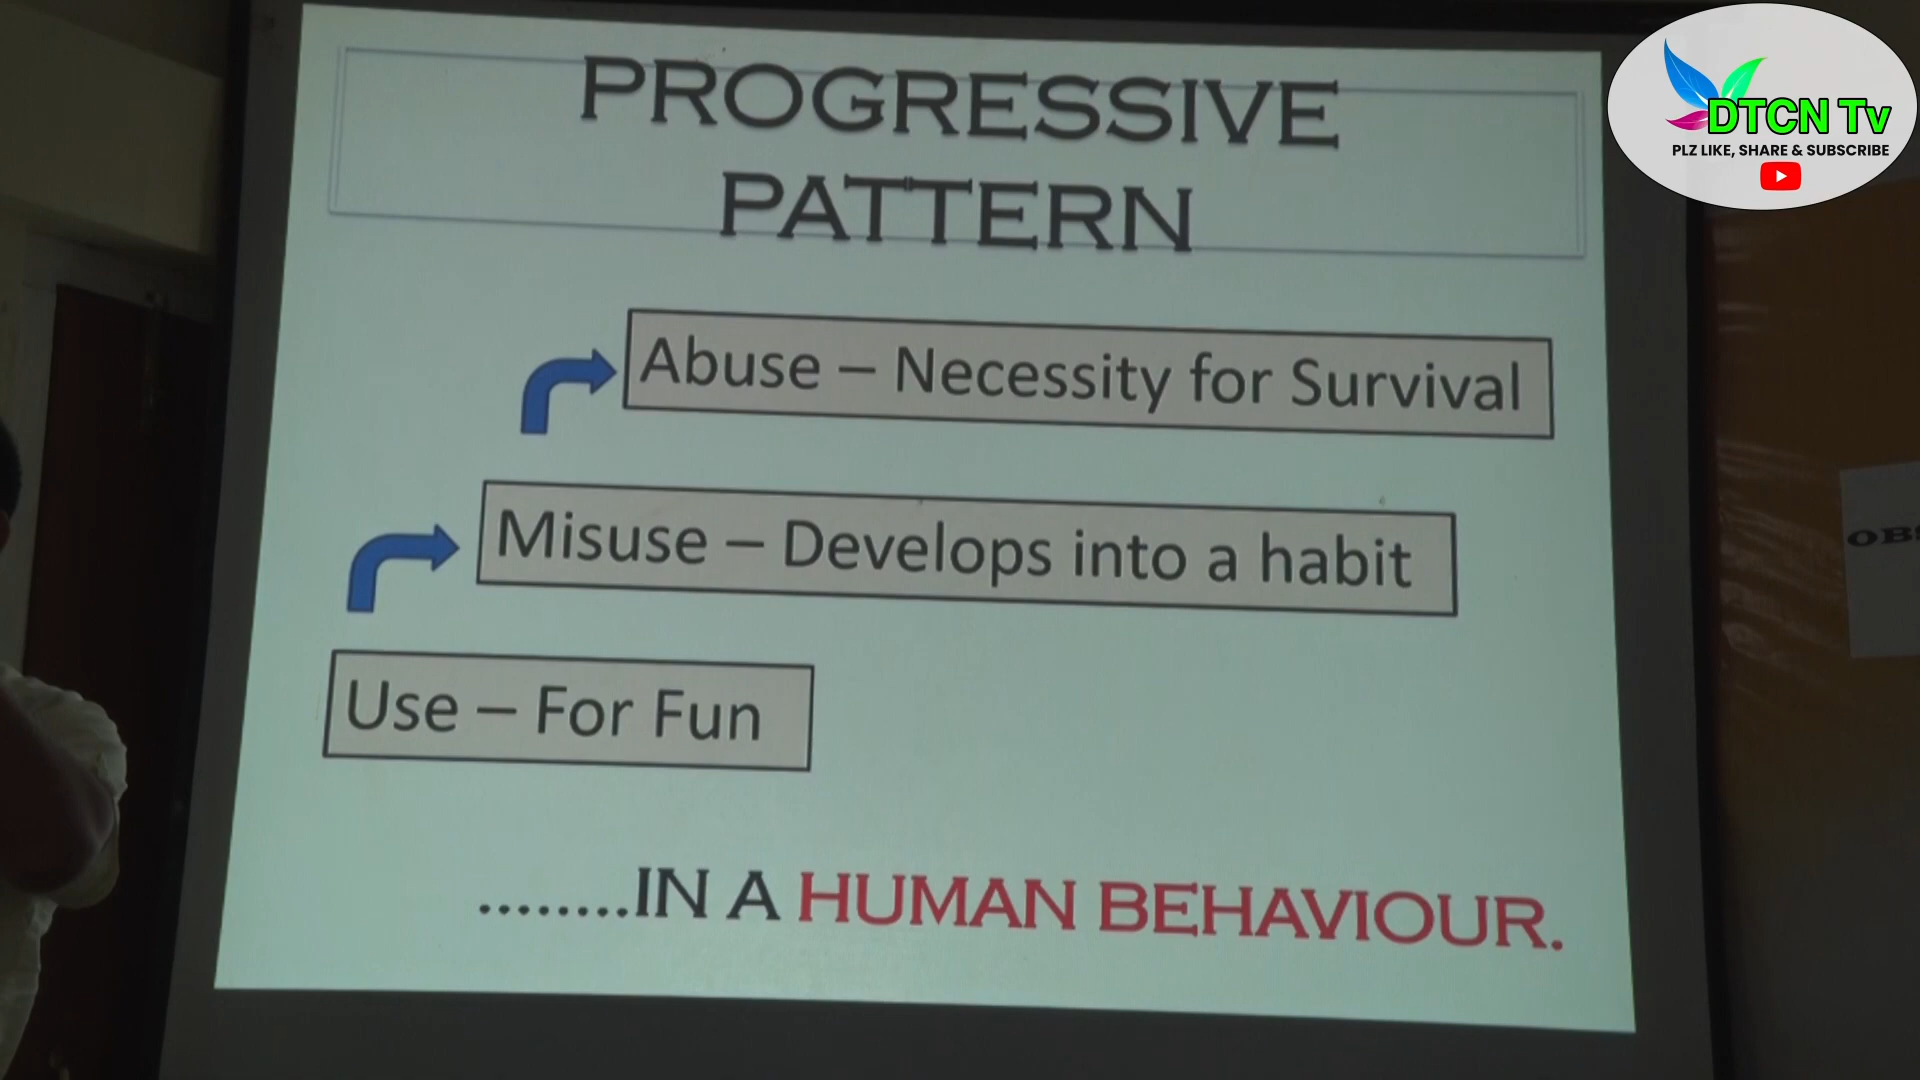 PROGRESSIVE
PATTERN
Abuse – Necessity for Survival
Misuse – Develops into a habit
Use – For Fun
........IN A HUMAN BEHAVIOUR.
DTCN Tv
PLZ LIKE, SHARE & SUBSCRIBE